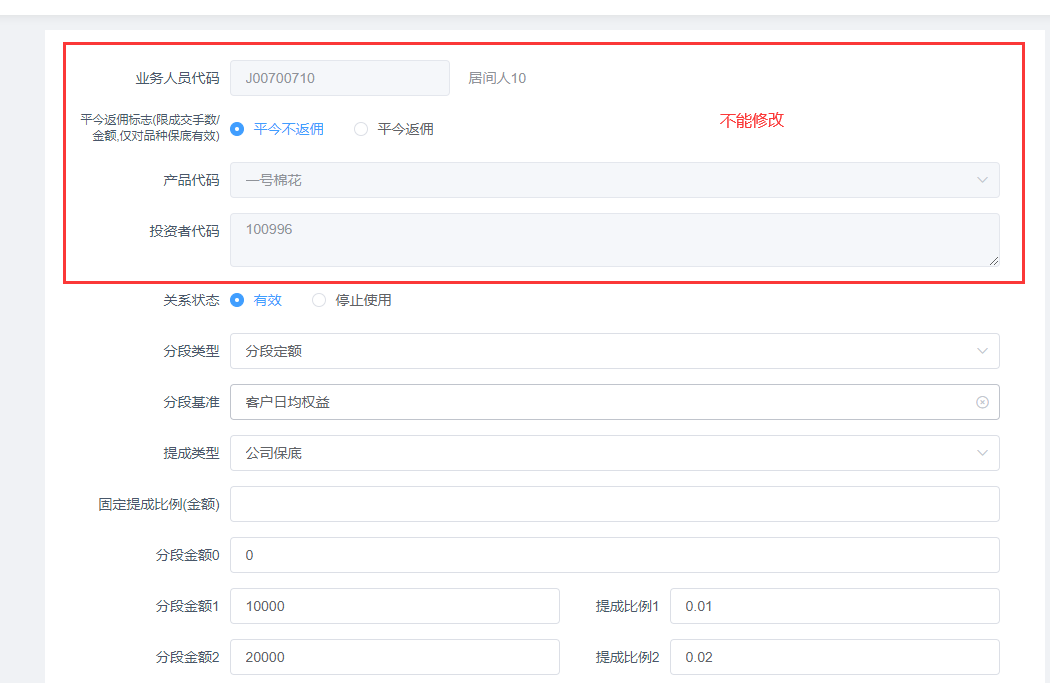 业务人员代码 J00700710 居间人10
平今返佣标志(限成交手数/
金额,仅对品种保底有效) 平今不返佣 平今返佣 不能修改
产品代码 一号棉花
投资者代码 100996
关系状态 有效 停止使用
分段类型 分段定额
分段基准 客户日均权益
提成类型 公司保底
固定提成比例(金额)
分段金额0 0
分段金额1 10000 提成比例1 0.01
分段金额2 20000 提成比例2 0.02